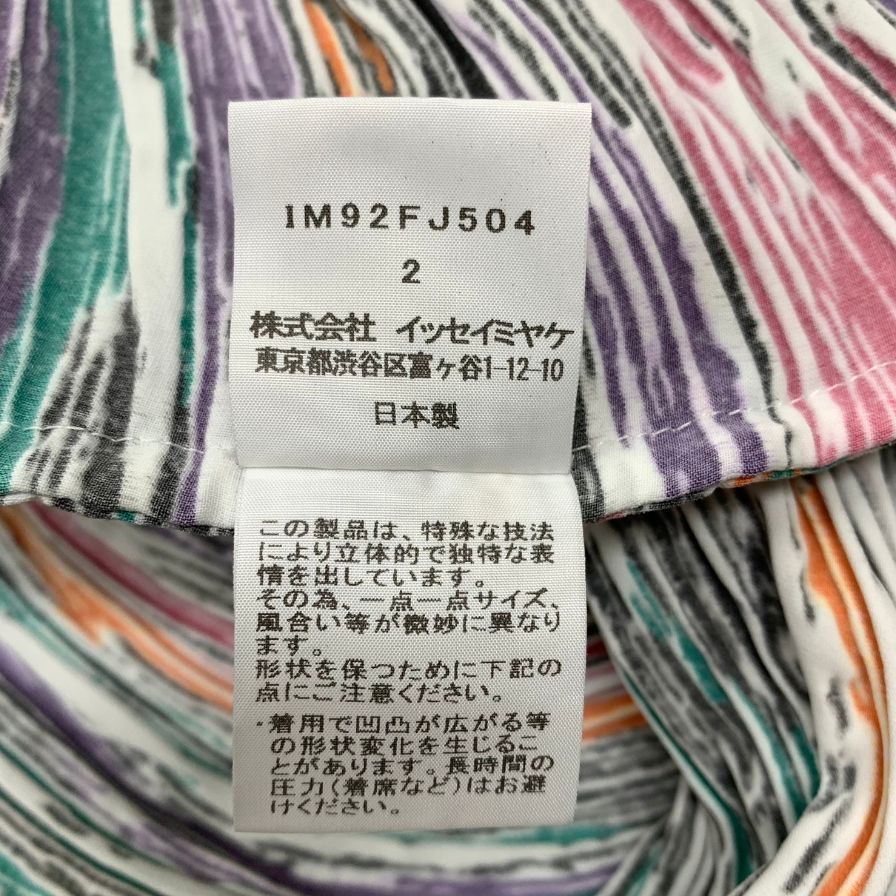 IM92FJ504
2
株式会社 イッセイミヤケ
東京都渋谷区富ヶ谷1-12-10
日本製
この製品は、特殊な技法
により立体的で独特な表
情を出しています。
その為、一点一点サイズ、
風合い等が微妙に異なり
ます。
形状を保つために下記の
点にご注意ください。
・着用で凹凸が広がる等
の形状変化を生じるこ
とがあります。長時間の
圧力(着席など)はお避
けください。